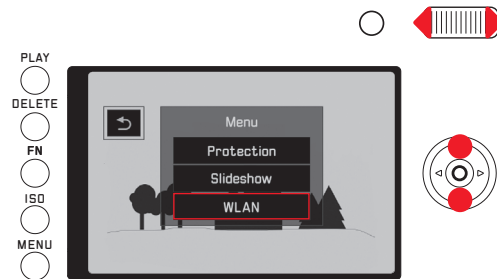 PLAY
DELETE
FN
ISO
MENU
Menu
Protection
Slideshow
WLAN